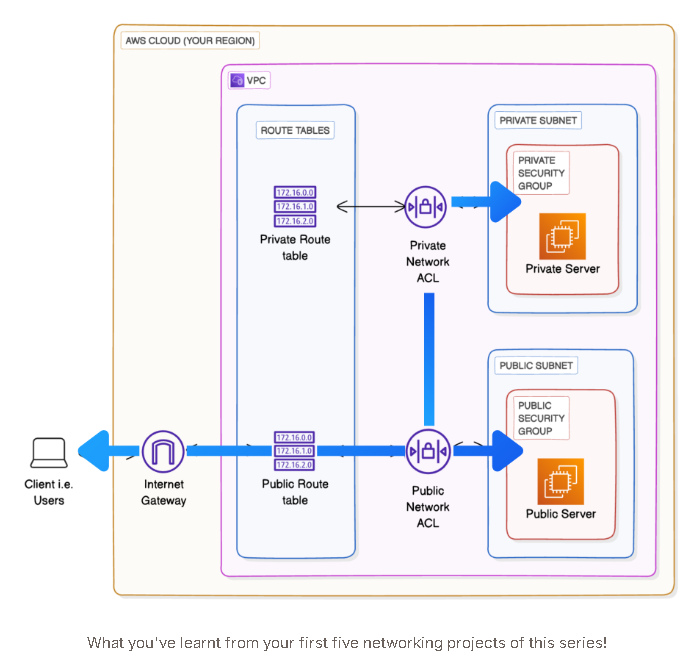 AWS CLOUD (YOUR REGION)
VPC
ROUTE TABLES
172.16.0.0
172.16.1.0
172.16.2.0
Private Route
table
Private
Network
ACL
PRIVATE SUBNET
PRIVATE
SECURITY
GROUP
Private Server
Client i.e.
Users
Internet
Gateway
172.16.0.0
172.16.1.0
172.16.2.0
Public Route
table
Public
Network
ACL
PUBLIC SUBNET
PUBLIC
SECURITY
GROUP
Public Server
What you've learnt from your first five networking projects of this series!